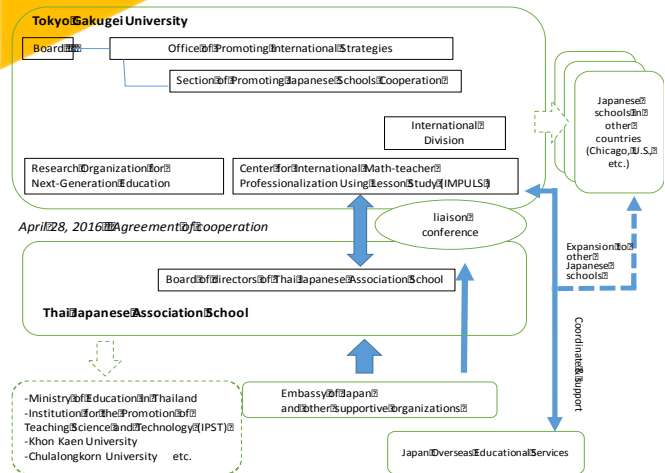 Tokyo Gakugei University
Board
Office of Promoting International Strategies
Section of Promoting Japanese Schools Cooperation
International
Division
Research Organization for
Next-Generation Education
Center for International Math-teacher
Professionalization Using Lesson Study (IMPULS)
Japanese
schools in
other
countries
(Chicago, U.S,
etc.)
April 28, 2016 Agreement of cooperation
liaison
conference
Board of directors of Thai Japanese Association School
Thai Japanese Association School
Expansion to
other
Japanese
schools
Coordinate & support
-Ministry of Education in Thailand
-Institution for the Promotion of
Teaching Science and Technology (IPST)
-Khon Kaen University
-Chulalongkorn University etc.
Embassy of Japan
and other supportive organizations
Japan Overseas Educational Services